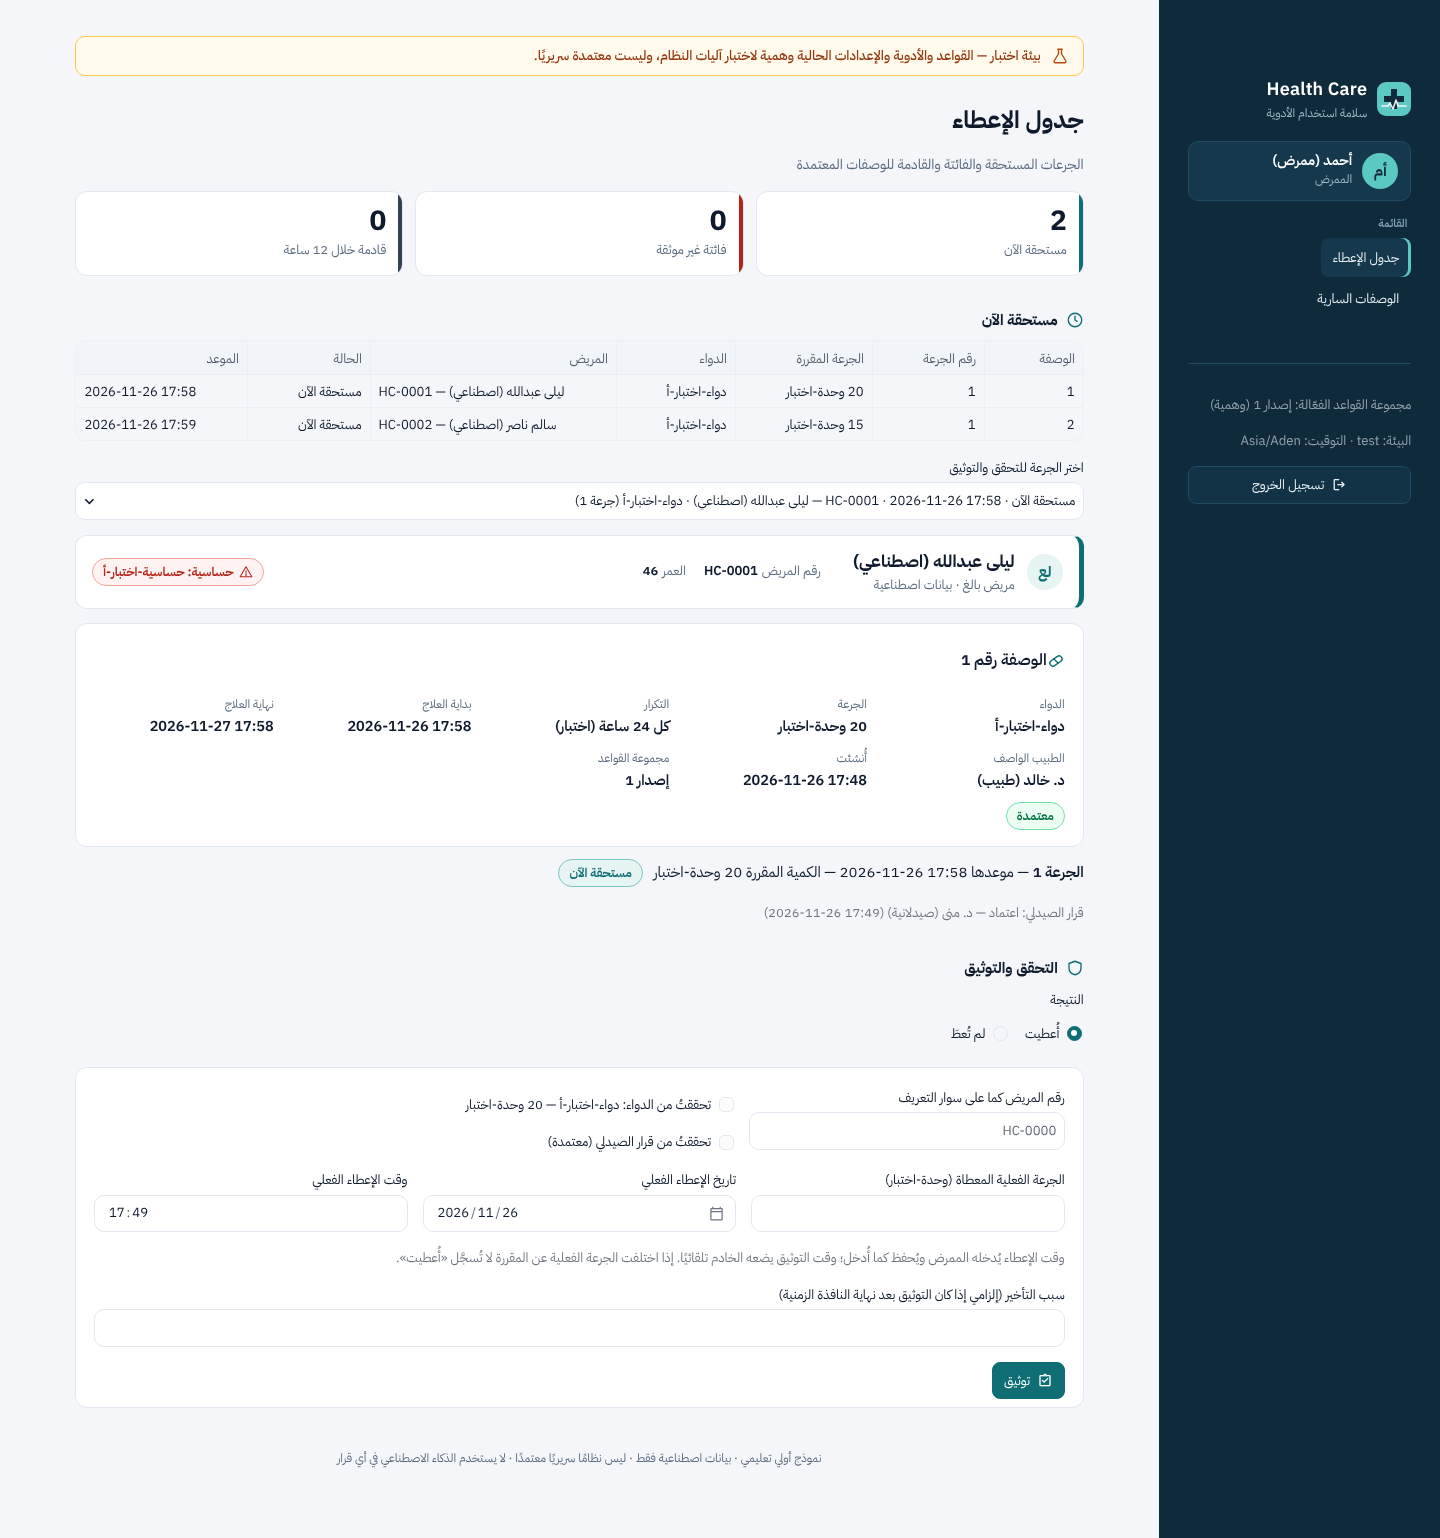 Health Care
سلامة استخدام الأدوية
أم
أحمد (ممرض)
الممرض
القائمة
جدول الإعطاء
الوصفات السارية
مجموعة القواعد الفعّالة: إصدار 1 (وهمية)
البيئة: test · التوقيت: Asia/Aden
تسجيل الخروج
بيئة اختبار — القواعد والأدوية والإعدادات الحالية وهمية لاختبار آليات النظام، وليست معتمدة سريريًا.
جدول الإعطاء
الجرعات المستحقة والفائتة والقادمة للوصفات المعتمدة
2
مستحقة الآن
0
فائتة غير موثقة
0
قادمة خلال 12 ساعة
مستحقة الآن
الوصفة رقم الجرعة الجرعة المقررة الدواء المريض الحالة الموعد
1 1 20 وحدة-اختبار دواء-اختبار-أ HC-0001 — ليلى عبدالله (اصطناعي) مستحقة الآن 2026-11-26 17:58
2 1 15 وحدة-اختبار دواء-اختبار-أ HC-0002 — سالم ناصر (اصطناعي) مستحقة الآن 2026-11-26 17:59
اختر الجرعة للتحقق والتوثيق
مستحقة الآن · 2026-11-26 17:58 · HC-0001 — ليلى عبدالله (اصطناعي) · دواء-اختبار-أ (جرعة 1)
لع
ليلى عبدالله (اصطناعي)
مريض بالغ · بيانات اصطناعية
رقم المريض HC-0001 العمر 46
حساسية: حساسية-اختبار-أ
الوصفة رقم 1
الدواء الجرعة التكرار بداية العلاج نهاية العلاج
دواء-اختبار-أ 20 وحدة-اختبار كل 24 ساعة (اختبار) 2026-11-26 17:58 2026-11-27 17:58
الطبيب الواصف أُنشئت مجموعة القواعد
د. خالد (طبيب) 2026-11-26 17:48 إصدار 1
معتمدة
الجرعة 1 — موعدها 2026-11-26 17:58 — الكمية المقررة 20 وحدة-اختبار مستحقة الآن
قرار الصيدلي: اعتماد — د. منى (صيدلانية) (2026-11-26 17:49)
التحقق والتوثيق
النتيجة
أُعطيت لم تُعطَ
رقم المريض كما على سوار التعريف
HC-0000
تحققتُ من الدواء: دواء-اختبار-أ — 20 وحدة-اختبار
تحققتُ من قرار الصيدلي (معتمدة)
الجرعة الفعلية المعطاة (وحدة-اختبار) تاريخ الإعطاء الفعلي وقت الإعطاء الفعلي
2026/11/26 17:49
وقت الإعطاء يُدخله الممرض ويُحفظ كما أُدخل؛ وقت التوثيق يضعه الخادم تلقائيًا. إذا اختلفت الجرعة الفعلية عن المقررة لا تُسجَّل «أُعطيت».
سبب التأخير (إلزامي إذا كان التوثيق بعد نهاية النافذة الزمنية)
توثيق
نموذج أولي تعليمي · بيانات اصطناعية فقط · ليس نظامًا سريريًا معتمدًا · لا يستخدم الذكاء الاصطناعي في أي قرار